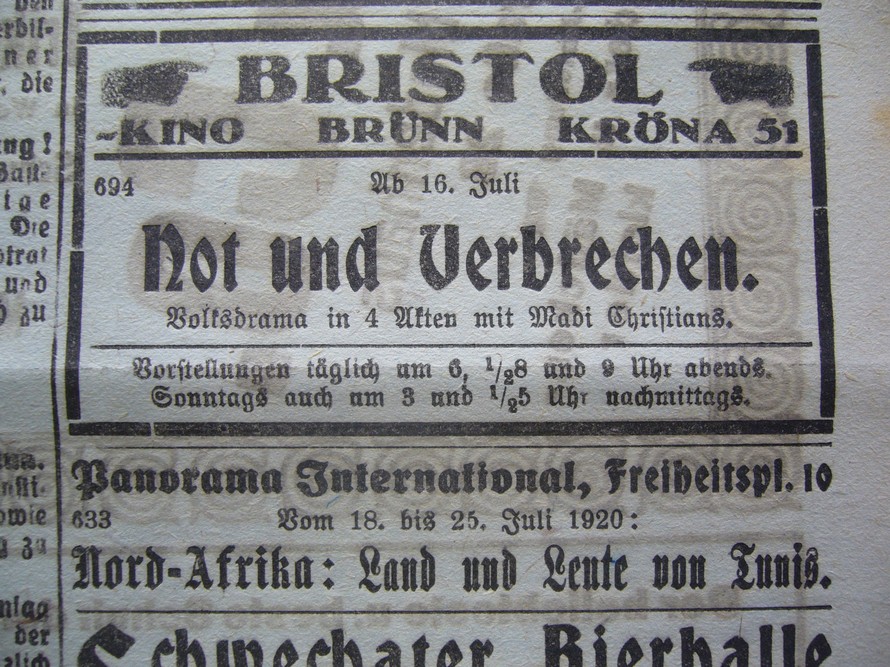 BRISTOL
-KINO BRÜNN KRÖNA 51
694 Ab 16. Juli
Not und Verbrechen.
Volksdrama in 4 Akten mit Madi Christians.
Vorstellungen täglich um 6, 1/28 und 9 Uhr abends.
Sonntags auch um 3 und 1/25 Uhr nachmittags.
Panorama International, Freiheitspl. 10
633 Vom 18. bis 25. Juli 1920:
Nord-Afrika: Land und Leute von Tunis.
Schwechater Bierhalle